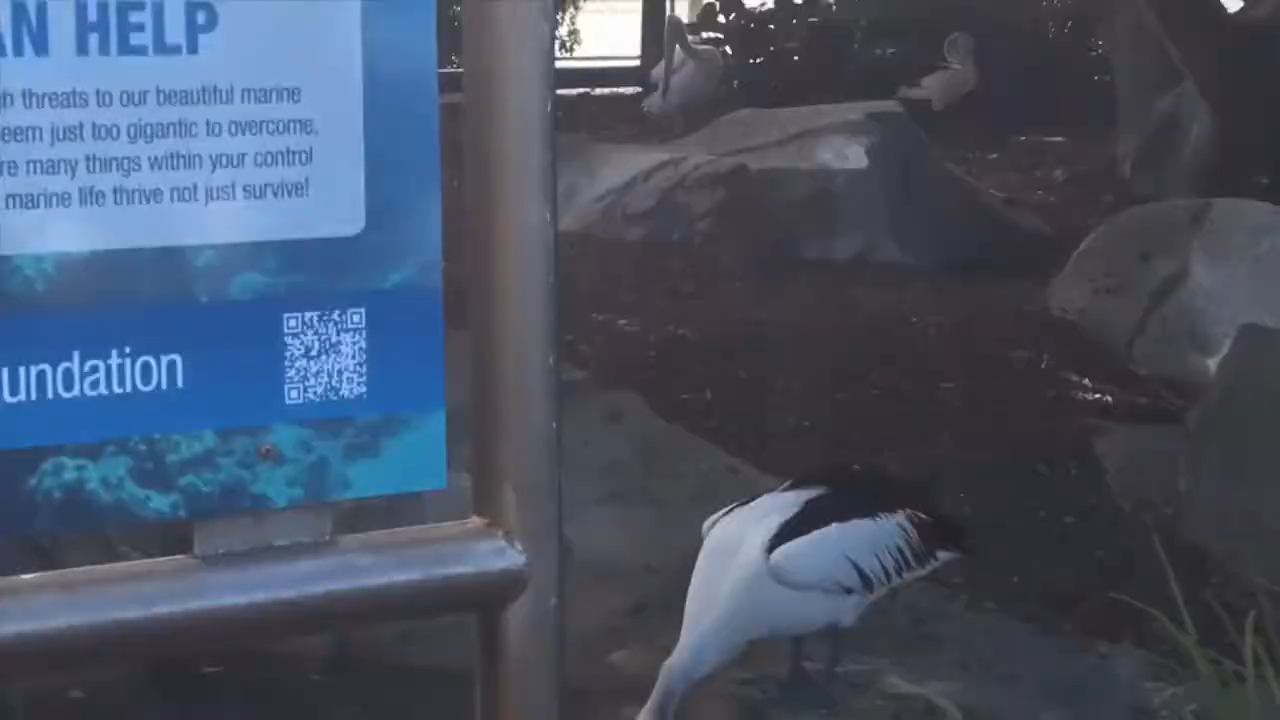 AN HELP
gh threats to our beautiful marine
eem just too gigantic to overcome.
re many things within your control
marine life thrive not just survive!
undation